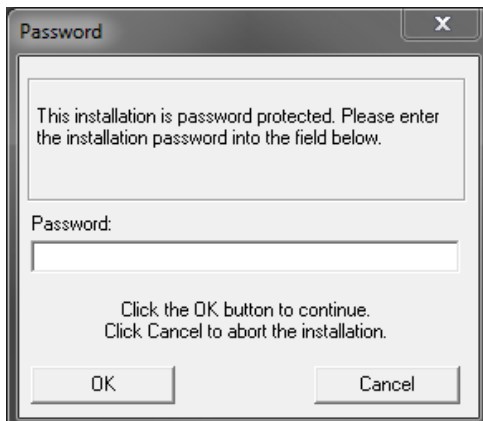 Password
X
This installation is password protected. Please enter
the installation password into the field below.
Password:
Click the OK button to continue.
Click Cancel to abort the installation.
OK
Cancel